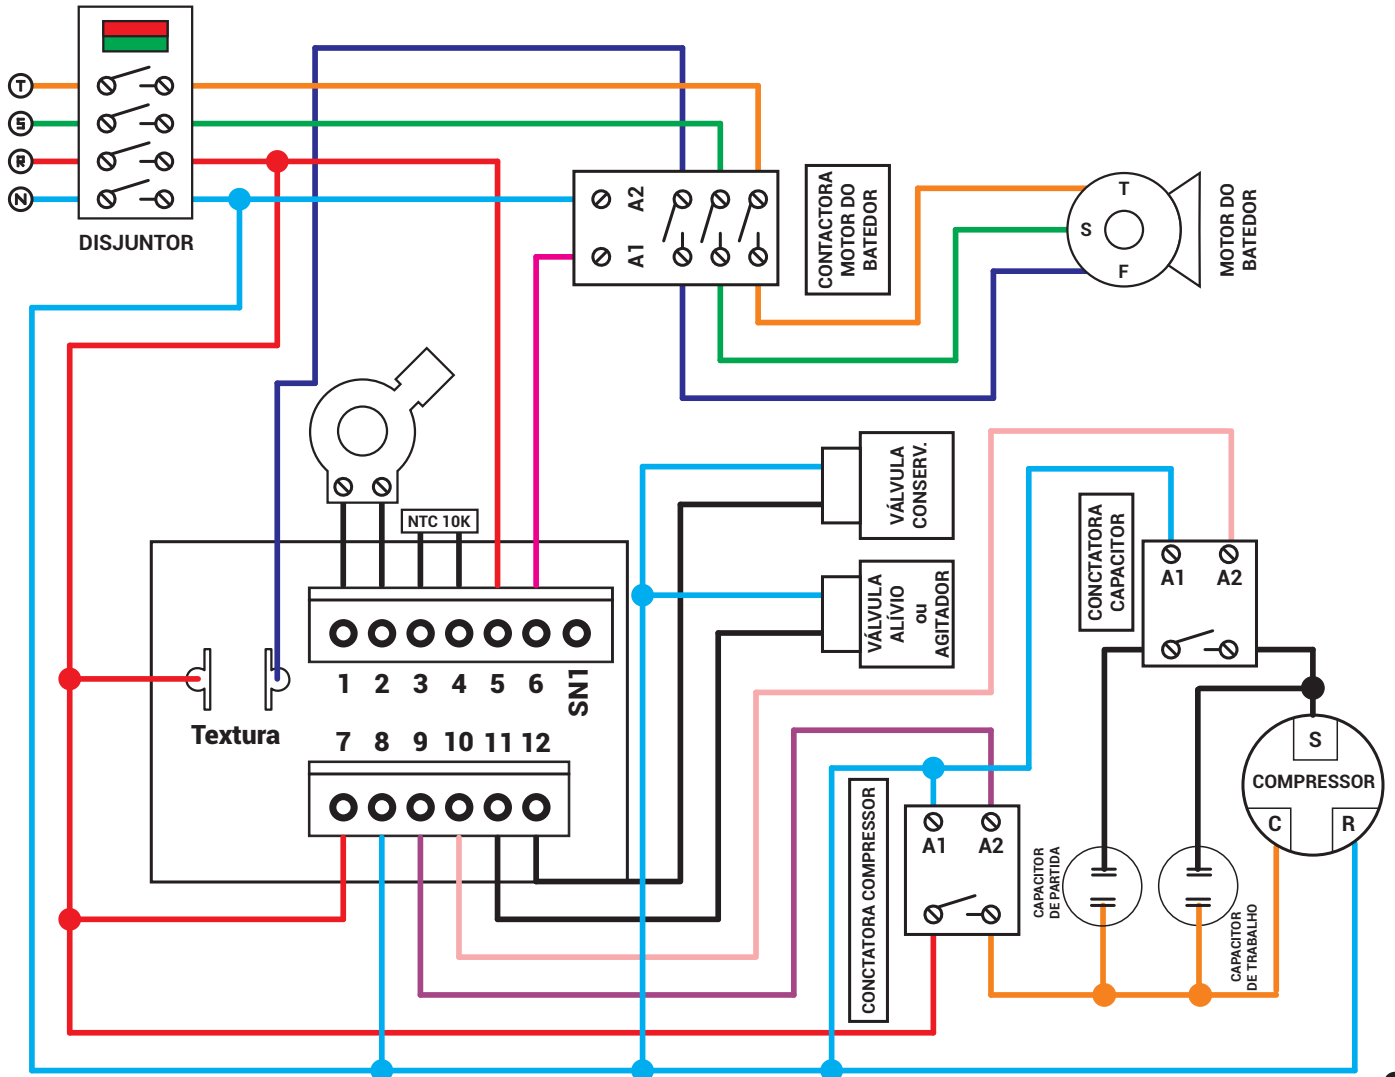 T
S
R
N
DISJUNTOR
A2
A1
CONTACTORA
MOTOR DO
BATEDOR
T
S
F
MOTOR DO
BATEDOR
NTC 10K
VÁLVULA
CONSERV.
VÁLVULA
ALÍVIO
ou
AGITADOR
CONCTATORA
CAPACITOR
A1 A2
1 2 3 4 5 6 SN1
Textura
7 8 9 10 11 12
S
COMPRESSOR
C R
CONCTATORA COMPRESSOR
A1 A2
CAPACITOR
DE PARTIDA
CAPACITOR
DE TRABALHO